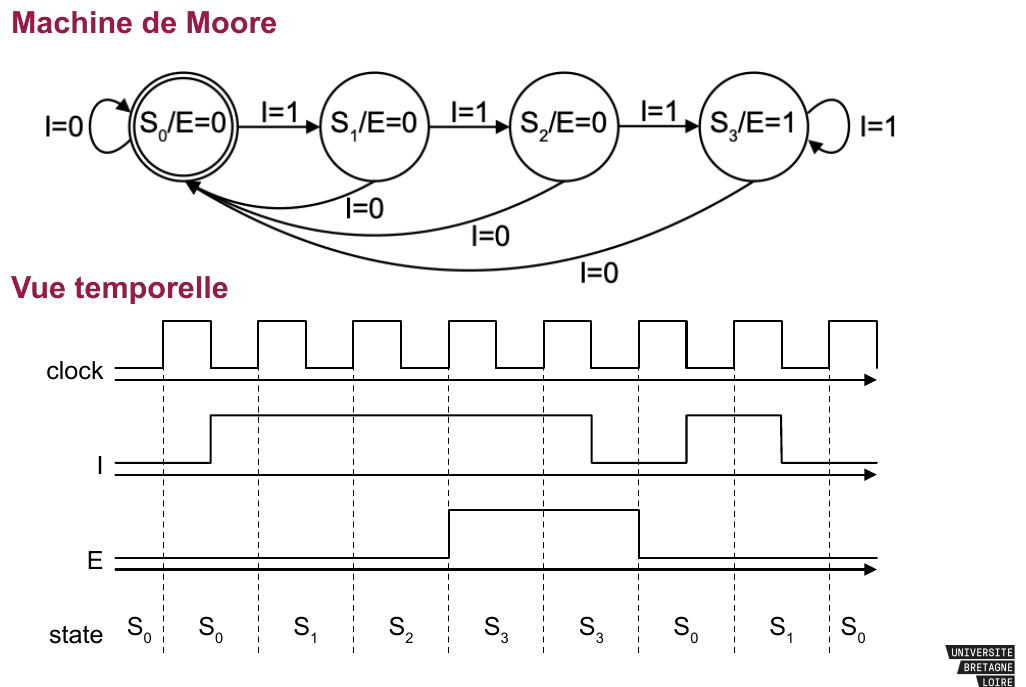 Machine de Moore
I=0 S0/E=0 I=1 S1/E=0 I=1 S2/E=0 I=1 S3/E=1 I=1
I=0
I=0
I=0
Vue temporelle
clock
I
E
state S0 S0 S1 S2 S3 S3 S0 S1 S0
UNIVERSITE
BRETAGNE
LOIRE